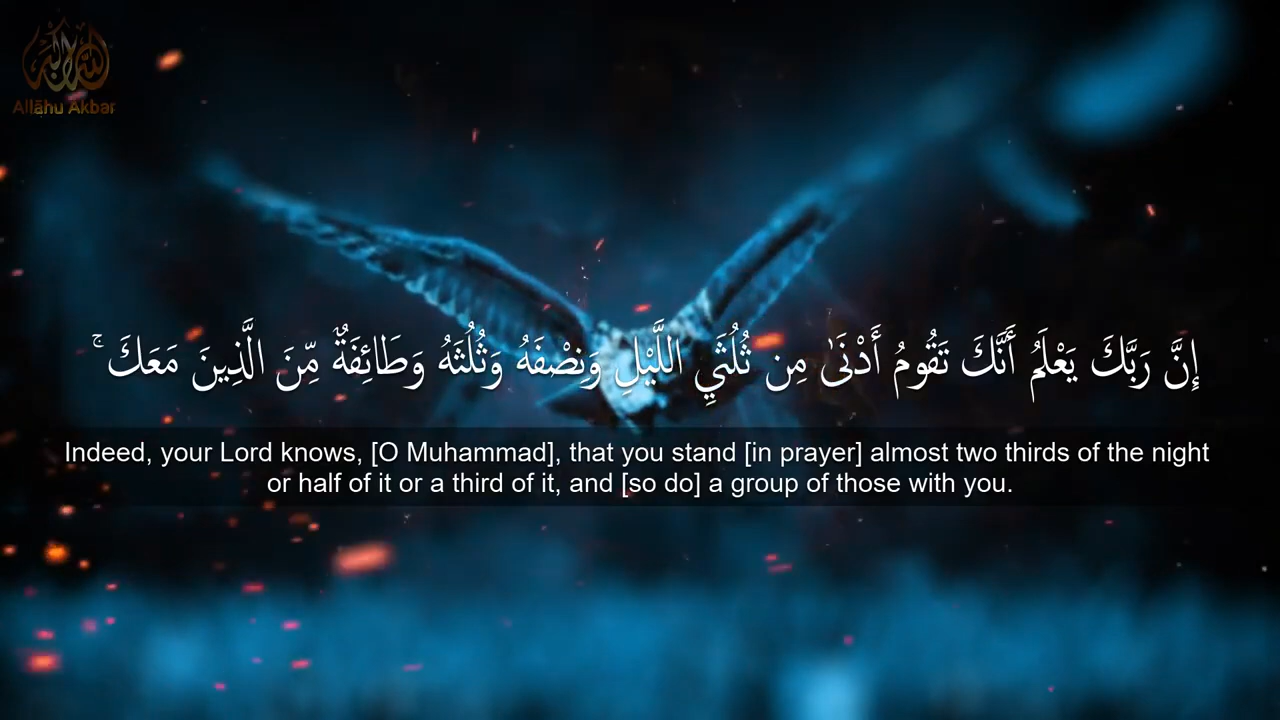 Allāhu Akbar
إِنَّ رَبَّكَ يَعْلَمُ أَنَّكَ تَقُومُ أَدْنَىٰ مِن ثُلُثَيِ اللَّيْلِ وَنِصْفَهُ وَثُلُثَهُ وَطَائِفَةٌ مِّنَ الَّذِينَ مَعَكَ ۚ
Indeed, your Lord knows, [O Muhammad], that you stand [in prayer] almost two thirds of the night
or half of it or a third of it, and [so do] a group of those with you.